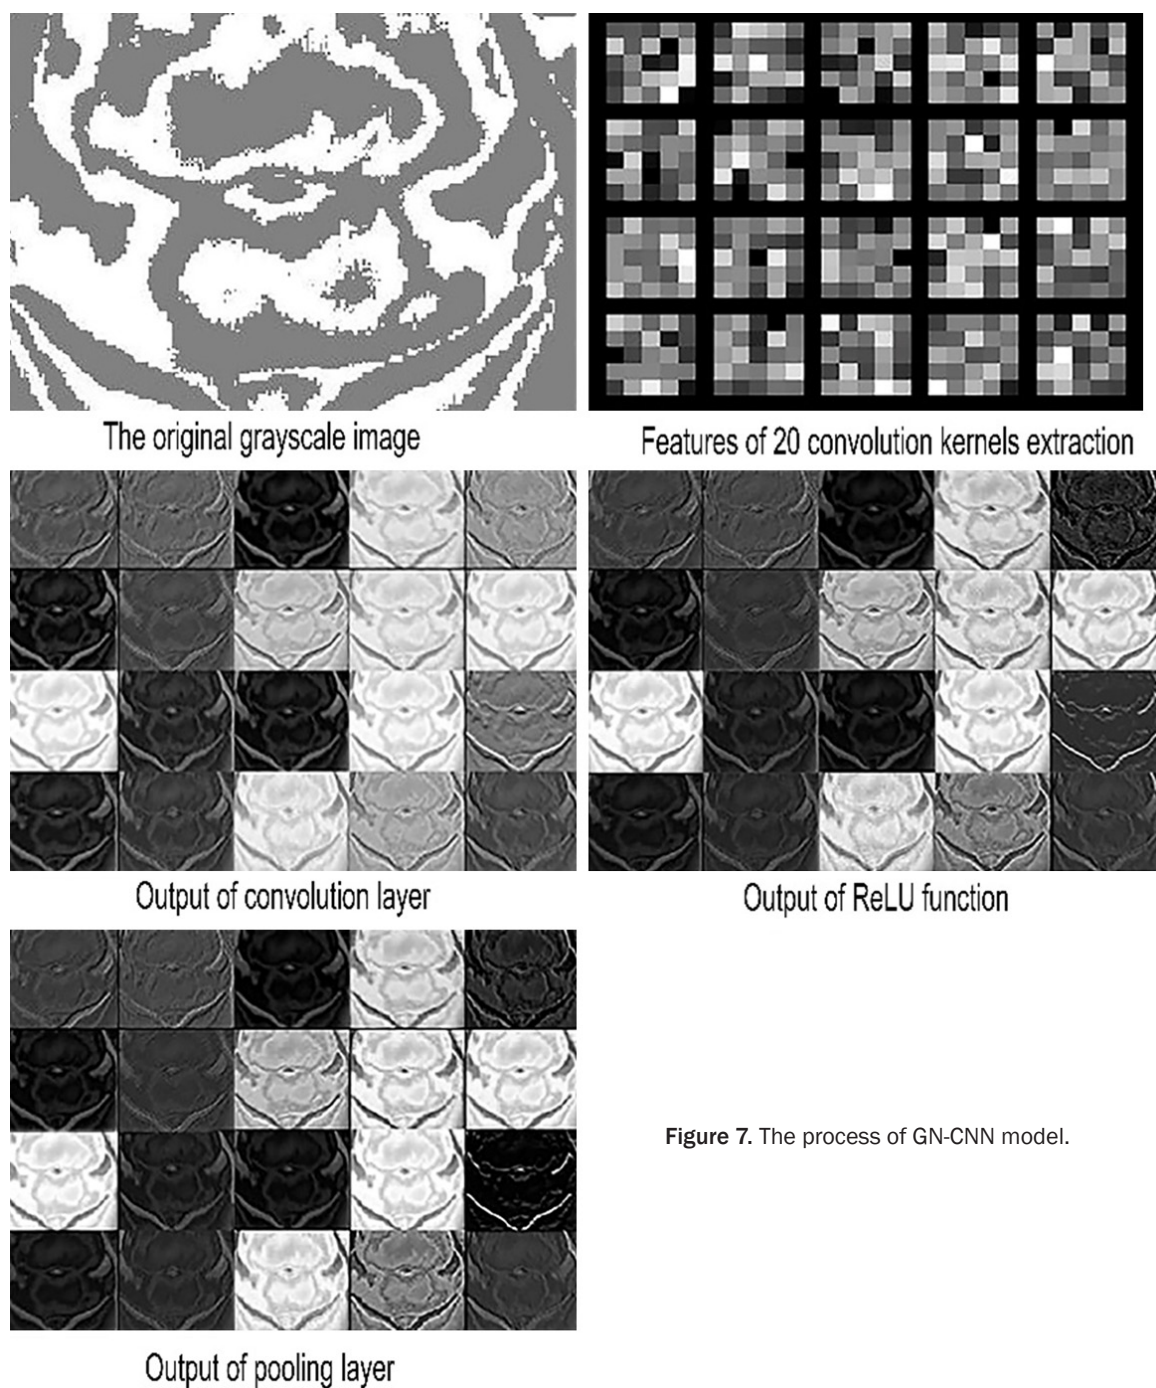 The original grayscale image
Features of 20 convolution kernels extraction
Output of convolution layer
Output of ReLU function
Figure 7. The process of GN-CNN model.
Output of pooling layer